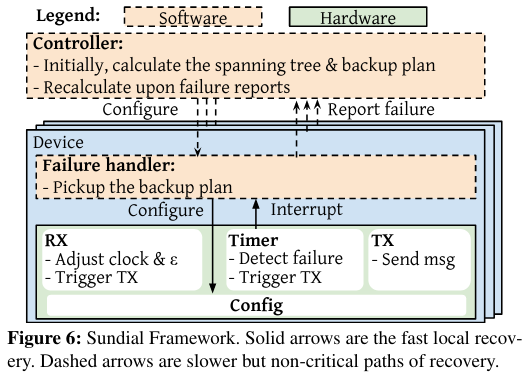 Legend: Software Hardware
Controller:
- Initially, calculate the spanning tree & backup plan
- Recalculate upon failure reports
Configure Report failure
Device
Failure handler:
- Pickup the backup plan
Configure Interrupt
RX
- Adjust clock & ε
- Trigger TX
Timer
- Detect failure
- Trigger TX
TX
- Send msg
Config
Figure 6: Sundial Framework. Solid arrows are the fast local recov-
ery. Dashed arrows are slower but non-critical paths of recovery.